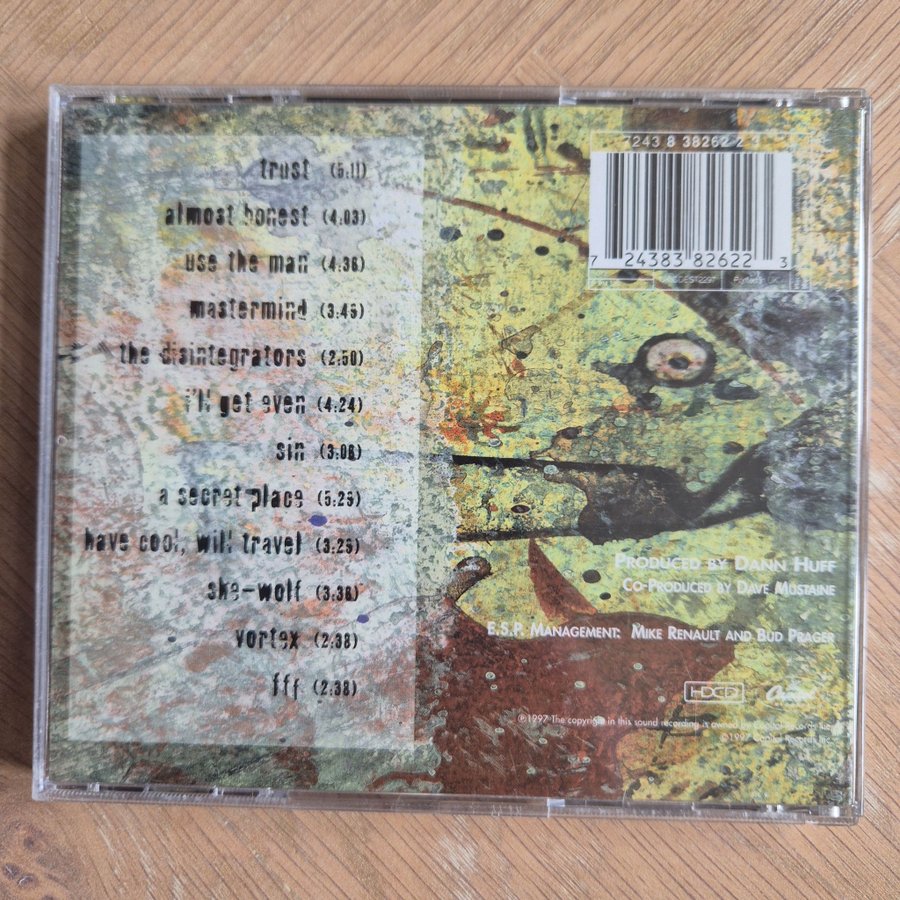 trust (5:11)
almost honest (4:03)
use the man (4:36)
mastermind (3:45)
the disintegrators (2:50)
i'll get even (4:24)
sin (3:06)
a secret place (5:25)
have cool, will travel (3:25)
she-wolf (3:36)
vortex (2:38)
fff (2:38)
7243 8 38262 2
7 24383 82622 3
Printed in
PRODUCED BY DANN HUFF
CO-PRODUCED BY DAVE MUSTAINE
E.S.P. MANAGEMENT: MIKE RENAULT AND BUD PRAGER
HDCD Capitol
℗1997 The copyright in this sound recording is owned by Capitol Records, Inc.
©1997 Capitol Records, Inc.